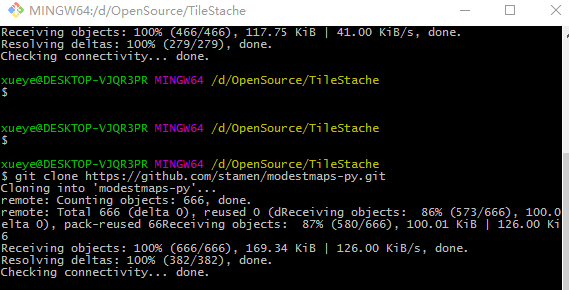 MINGW64:/d/OpenSource/TileStache
Receiving objects: 100% (466/466), 117.75 KiB | 41.00 KiB/s, done.
Resolving deltas: 100% (279/279), done.
Checking connectivity... done.
xueye@DESKTOP-VJQR3PR MINGW64 /d/OpenSource/TileStache
$
xueye@DESKTOP-VJQR3PR MINGW64 /d/OpenSource/TileStache
$
xueye@DESKTOP-VJQR3PR MINGW64 /d/OpenSource/TileStache
$ git clone https://github.com/stamen/modestmaps-py.git
Cloning into 'modestmaps-py'...
remote: Counting objects: 666, done.
remote: Total 666 (delta 0), reused 0 (dReceiving objects:  86% (573/666), 100.0
elta 0), pack-reused 66Receiving objects:  87% (580/666), 100.01 KiB | 126.00 Ki
6
Receiving objects: 100% (666/666), 169.34 KiB | 126.00 KiB/s, done.
Resolving deltas: 100% (382/382), done.
Checking connectivity... done.